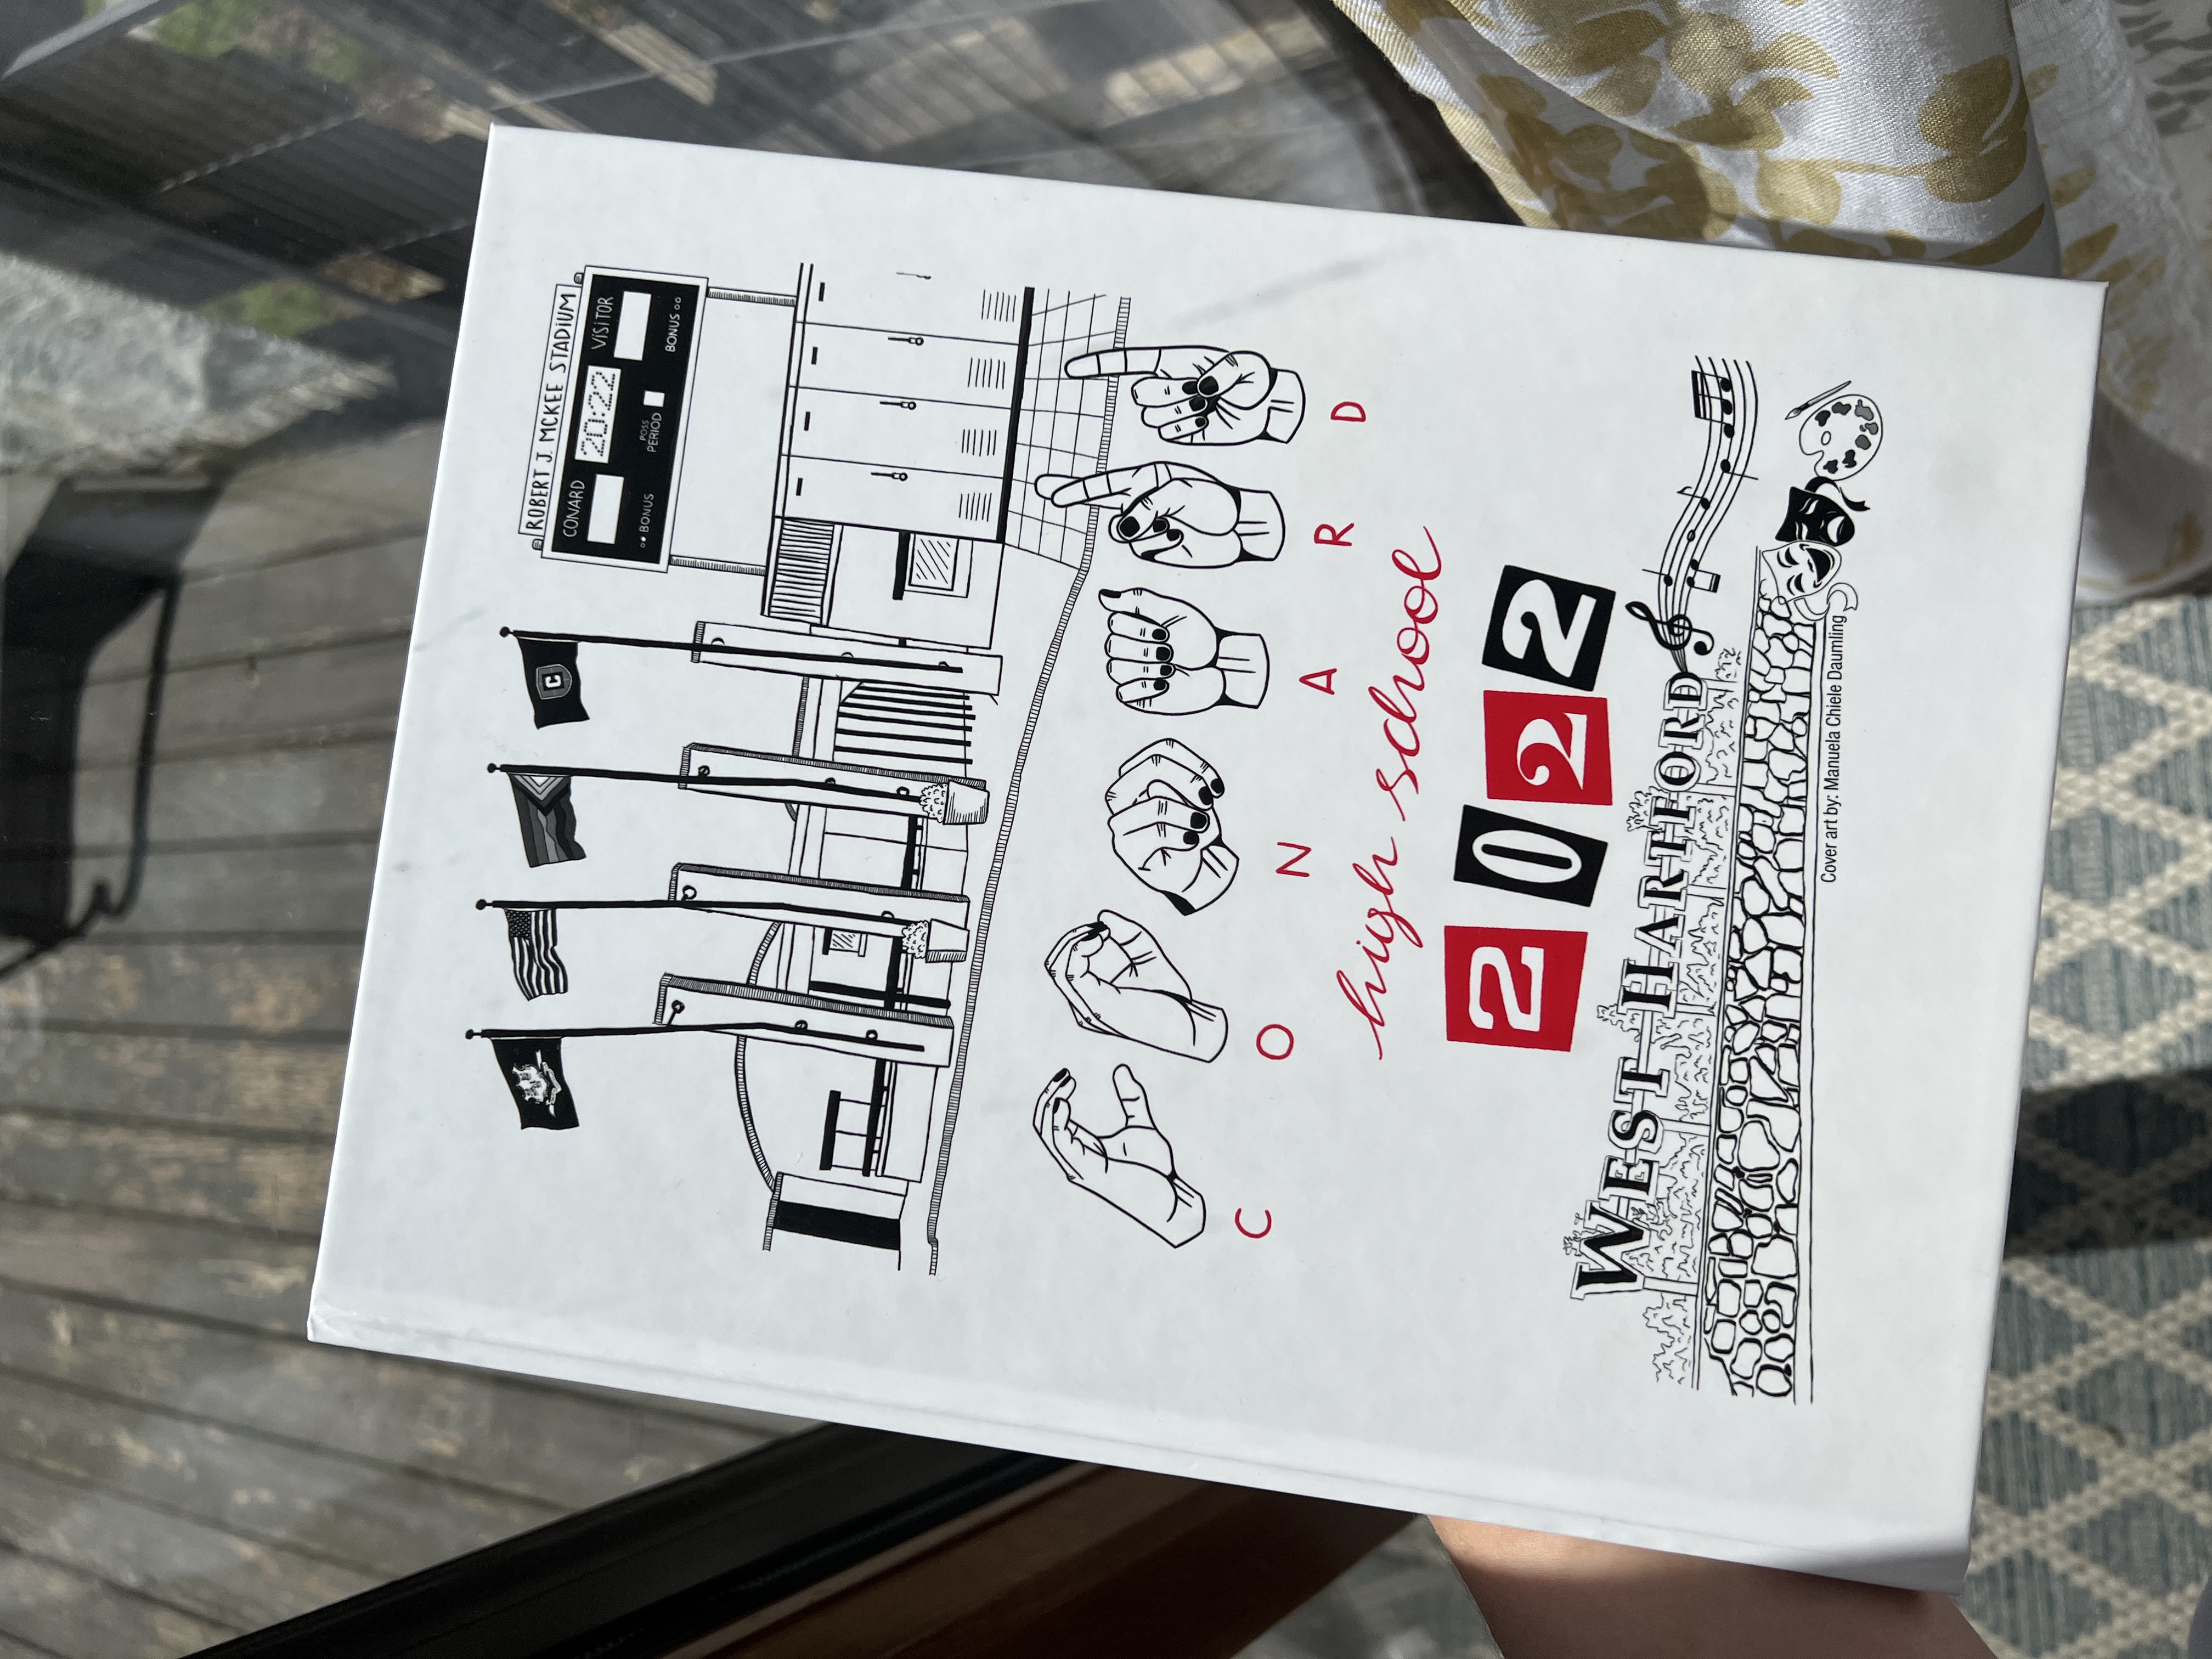 C
ROBERT J. MCKEE STADiUM
CONARD 20:22 ViSiTOR
BONUS POSS PERIOD BONUS
C O N A R D
high school
2022
WEST HARTFORD
Cover art by: Manuela Chiele Daumling